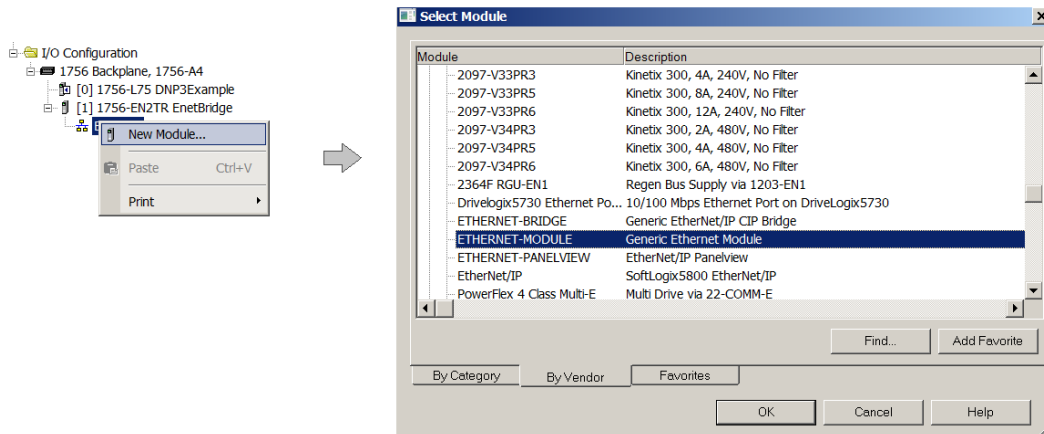 I/O Configuration
1756 Backplane, 1756-A4
[0] 1756-L75 DNP3Example
[1] 1756-EN2TR EnetBridge
New Module...
Paste Ctrl+V
Print
Select Module
Module Description
2097-V33PR3 Kinetix 300, 4A, 240V, No Filter
2097-V33PR5 Kinetix 300, 8A, 240V, No Filter
2097-V33PR6 Kinetix 300, 12A, 240V, No Filter
2097-V34PR3 Kinetix 300, 2A, 480V, No Filter
2097-V34PR5 Kinetix 300, 4A, 480V, No Filter
2097-V34PR6 Kinetix 300, 6A, 480V, No Filter
2364F RGU-EN1 Regen Bus Supply via 1203-EN1
Drivelogix5730 Ethernet Po... 10/100 Mbps Ethernet Port on DriveLogix5730
ETHERNET-BRIDGE Generic EtherNet/IP CIP Bridge
ETHERNET-MODULE Generic Ethernet Module
ETHERNET-PANELVIEW EtherNet/IP Panelview
EtherNet/IP SoftLogix5800 EtherNet/IP
PowerFlex 4 Class Multi-E Multi Drive via 22-COMM-E
Find... Add Favorite
By Category By Vendor Favorites
OK Cancel Help